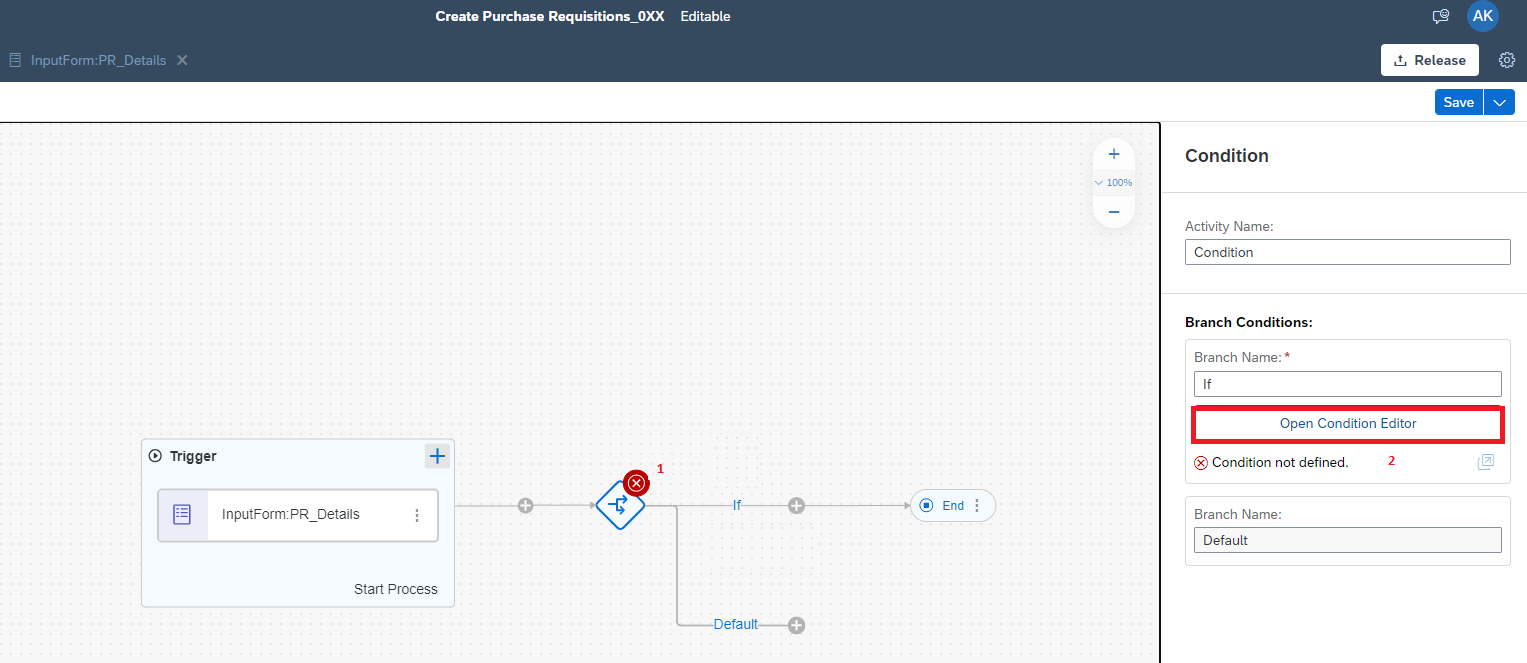 Create Purchase Requisitions_0XX Editable
AK
InputForm:PR_Details
Release
Save
100%
Condition
Activity Name:
Condition
Branch Conditions:
Branch Name: *
If
Open Condition Editor
Condition not defined. 2
Branch Name:
Default
Trigger
1
InputForm:PR_Details
If
End
Start Process
Default